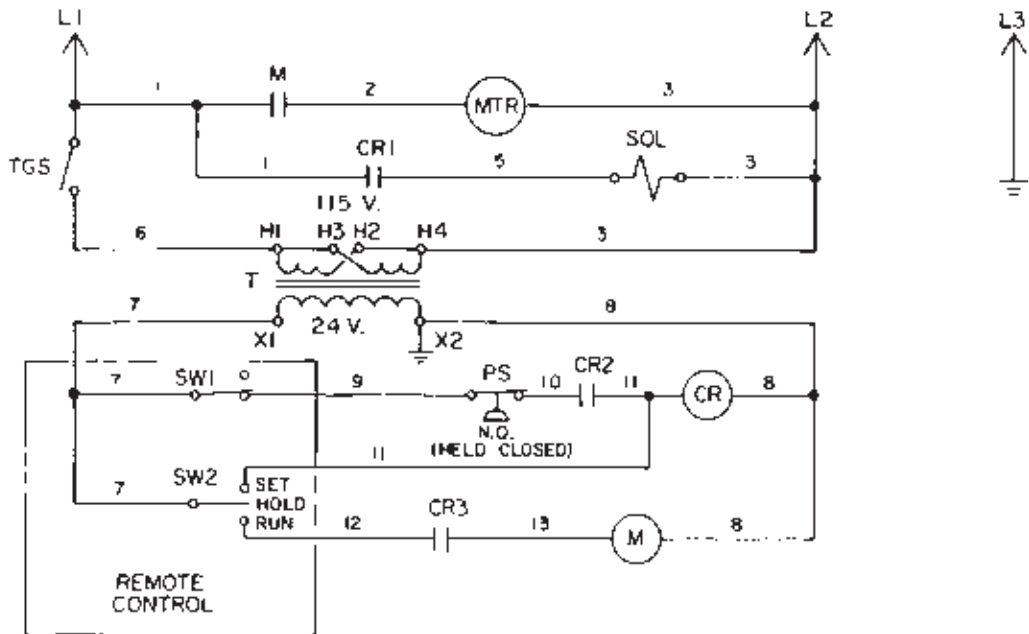 L1 L2 L3
M
1 2 MTR 3
TGS
CR1 SOL
1 5 3
115 V.
6 H1 H3 H2 H4 3
T
7 24 V. 8
X1 X2
7 SW1 9 PS 10 CR2 11 CR 8
N.O.
(HELD CLOSED)
11
7 SW2 SET
HOLD
RUN
12 CR3 13 M 8
REMOTE
CONTROL